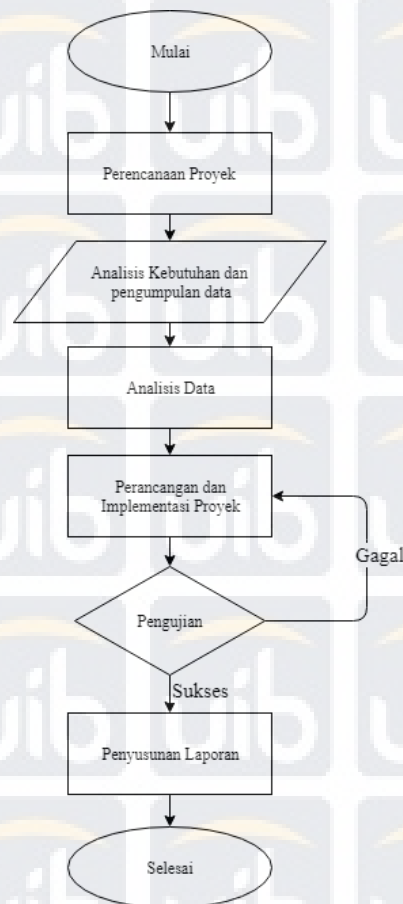 Mulai
Perencanaan Proyek
Analisis Kebutuhan dan
pengumpulan data
Analisis Data
Perancangan dan
Implementasi Proyek
Gagal
Pengujian
Sukses
Penyusunan Laporan
Selesai